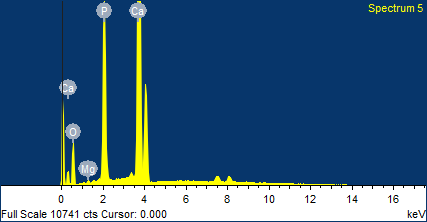 Spectrum 5
P
Ca
Ca
O
Mg
0 2 4 6 8 10 12 14 16
Full Scale 10741 cts Cursor: 0.000 keV